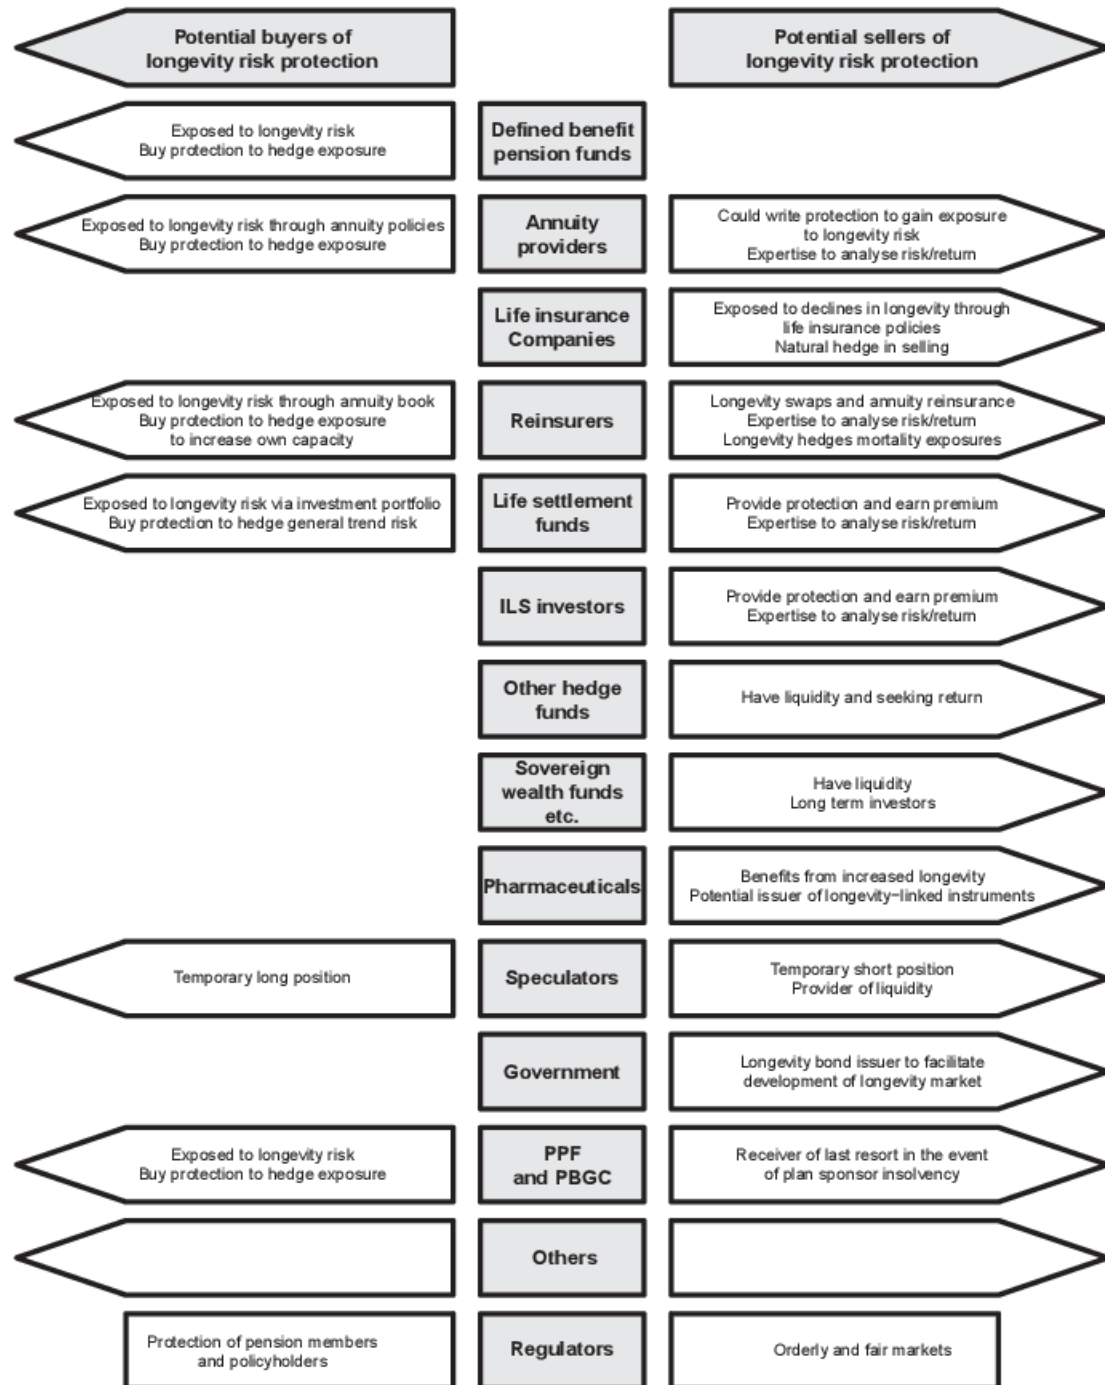 Potential buyers of
longevity risk protection
Potential sellers of
longevity risk protection
Exposed to longevity risk
Buy protection to hedge exposure
Defined benefit
pension funds
Exposed to longevity risk through annuity policies
Buy protection to hedge exposure
Annuity
providers
Could write protection to gain exposure
to longevity risk
Expertise to analyse risk/return
Life insurance
Companies
Exposed to declines in longevity through
life insurance policies
Natural hedge in selling
Exposed to longevity risk through annuity book
Buy protection to hedge exposure
to increase own capacity
Reinsurers
Longevity swaps and annuity reinsurance
Expertise to analyse risk/return
Longevity hedges mortality exposures
Exposed to longevity risk via investment portfolio
Buy protection to hedge general trend risk
Life settlement
funds
Provide protection and earn premium
Expertise to analyse risk/return
ILS investors
Provide protection and earn premium
Expertise to analyse risk/return
Other hedge
funds
Have liquidity and seeking return
Sovereign
wealth funds
etc.
Have liquidity
Long term investors
Pharmaceuticals
Benefits from increased longevity
Potential issuer of longevity−linked instruments
Temporary long position
Speculators
Temporary short position
Provider of liquidity
Government
Longevity bond issuer to facilitate
development of longevity market
Exposed to longevity risk
Buy protection to hedge exposure
PPF
and PBGC
Receiver of last resort in the event
of plan sponsor insolvency
Others
Protection of pension members
and policyholders
Regulators
Orderly and fair markets